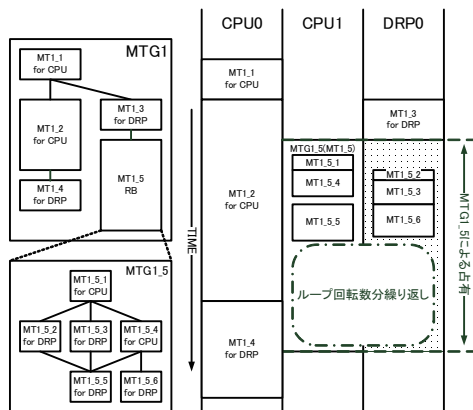 MTG1
MT1_1
for CPU
MT1_2
for CPU
MT1_3
for DRP
MT1_4
for DRP
MT1_5
RB
MTG1_5
MT1_5_1
for CPU
MT1_5_2
for DRP
MT1_5_3
for DRP
MT1_5_4
for CPU
MT1_5_5
for DRP
MT1_5_6
for DRP
TIME
CPU0
CPU1
DRP0
MT1_1
for CPU
MT1_2
for CPU
MT1_4
for DRP
MTG1_5(MT1_5)
MT1_5_1
MT1_5_4
MT1_5_5
MT1_3
for DRP
MT1_5_2
MT1_5_3
MT1_5_6
ループ回転数分繰り返し
MTG1_5による占有